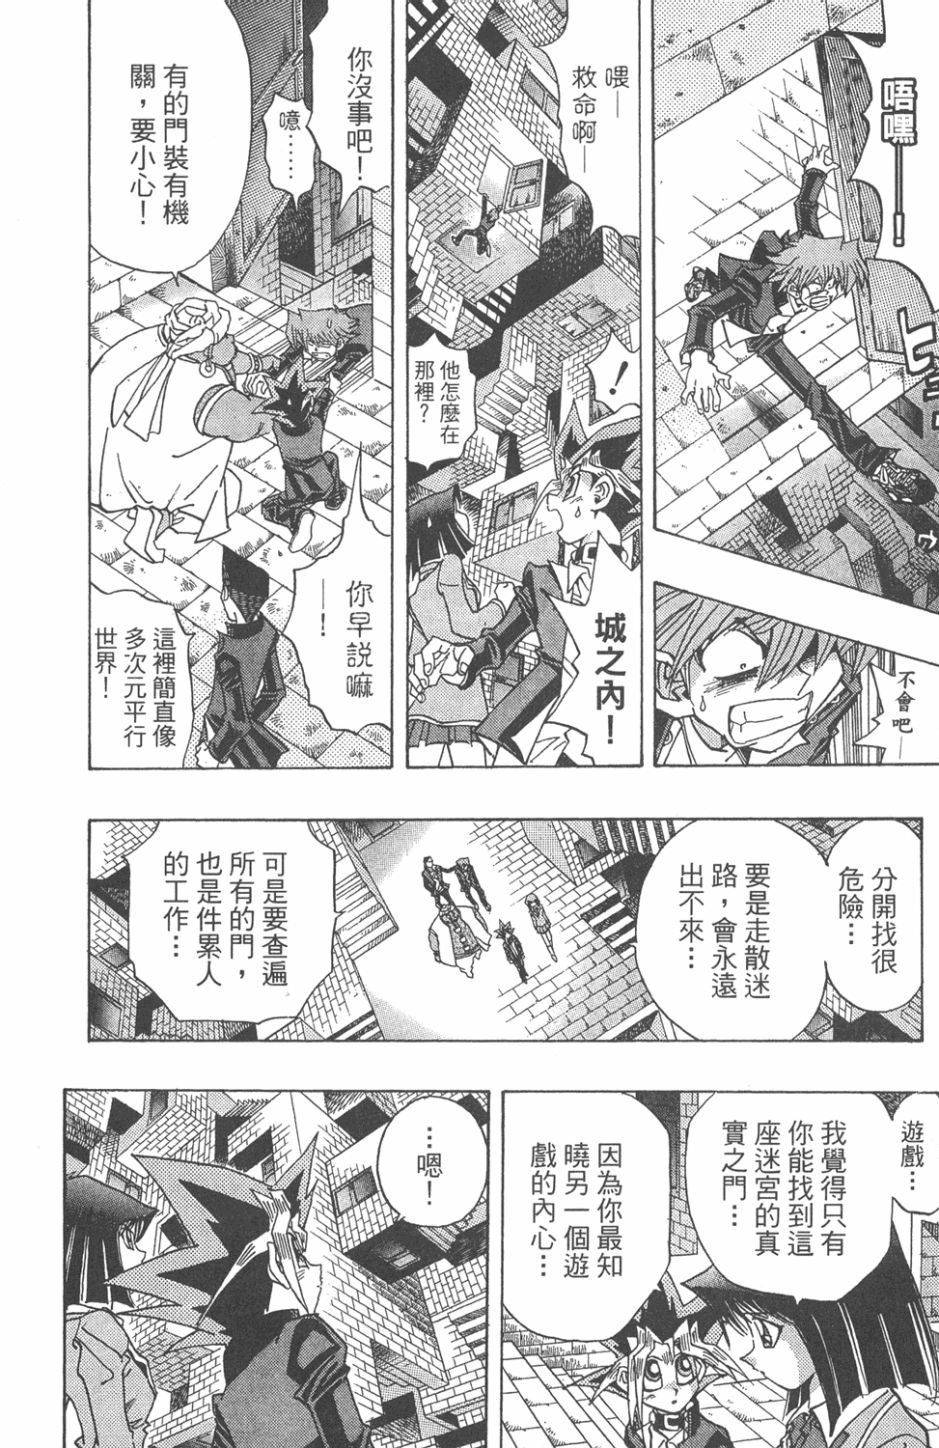 唔嘿——！
不會吧—
喂—
救命啊—
！
他怎麼在
那裡？
城之內！
你沒事吧！
噫……
有的門裝有機
關，要小心！
你早説嘛
—！
這裡簡直像
多次元平行
世界！
分開找很
危險…
要是走散迷
路，會永遠
出不來…
可是要查遍
所有的門，
也是件累人
的工作…
遊戲…
我覺得只有
你能找到這
座迷宮的真
實之門…
因為你最知
曉另一個遊
戲的內心…
…嗯！